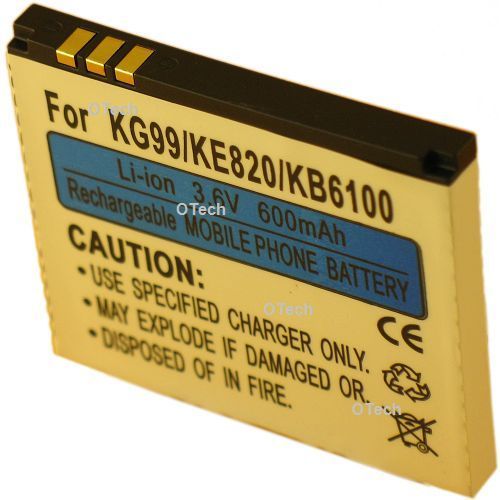 For KG99/KE820/KB6100
Li-ion 3.6V 600mAh
Rechargeable MOBILE PHONE BATTERY
CAUTION:
USE SPECIFIED CHARGER ONLY.
MAY EXPLODE IF DAMAGED OR
DISPOSED OF IN FIRE.
CE
OTech
OTech
OTech
OTech